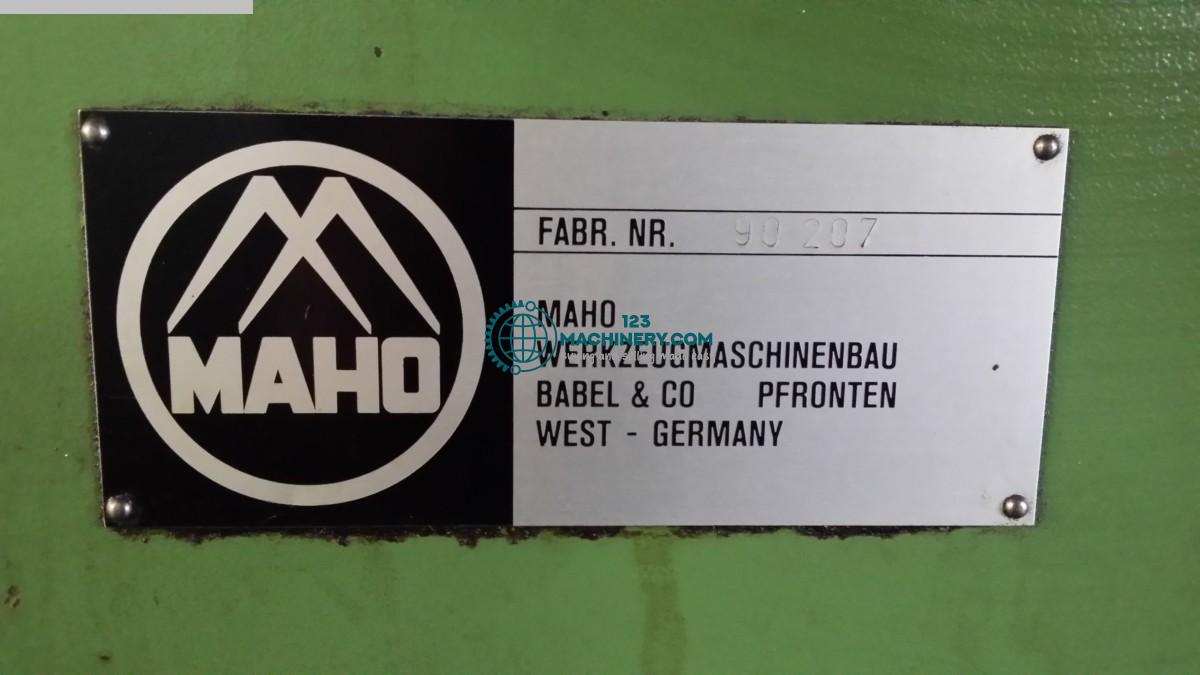 MAHO
FABR. NR. 90 207
MAHO
WERKZEUGMASCHINENBAU
BABEL & CO PFRONTEN
WEST - GERMANY
123
MACHINERY.COM